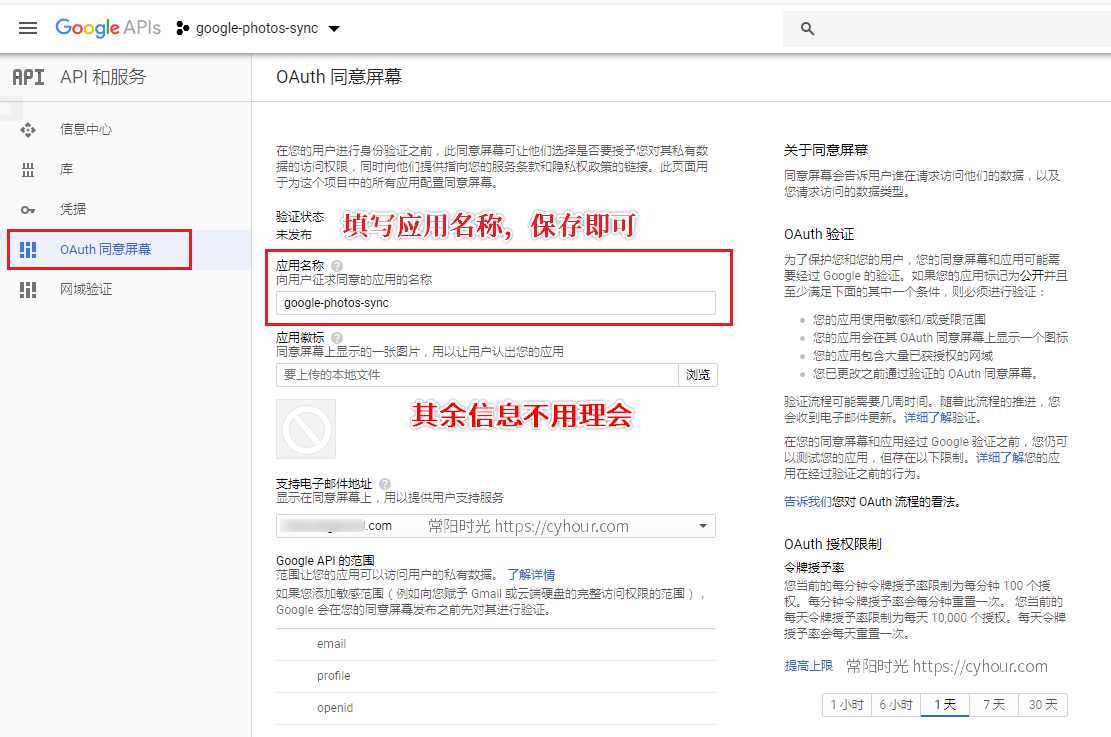 Google APIs
google-photos-sync
API
API 和服务
OAuth 同意屏幕
信息中心
库
凭据
OAuth 同意屏幕
网域验证
在您的用户进行身份验证之前，此同意屏幕可让他们选择是否要授予您对其私有数
据的访问权限，同时向他们提供指向您的服务条款和隐私权政策的链接。此页面用
于为这个项目中的所有应用配置同意屏幕。
验证状态
未发布
填写应用名称，保存即可
应用名称 ?
向用户征求同意的应用的名称
google-photos-sync
应用徽标 ?
同意屏幕上显示的一张图片，用以让用户认出您的应用
要上传的本地文件
浏览
其余信息不用理会
支持电子邮件地址 ?
显示在同意屏幕上，用以提供用户支持服务
.com
常阳时光 https://cyhour.com
Google API 的范围
范围让您的应用可以访问用户的私有数据。 了解详情
如果您添加敏感范围（例如向您赋予 Gmail 或云端硬盘的完整访问权限的范围），
Google 会在您的同意屏幕发布之前先对其进行验证。
email
profile
openid
关于同意屏幕
同意屏幕会告诉用户谁在请求访问他们的数据，以及
您请求访问的数据类型。
OAuth 验证
为了保护您和您的用户，您的同意屏幕和应用可能需
要经过 Google 的验证。如果您的应用标记为公开并且
至少满足下面的其中一个条件，则必须进行验证：
您的应用使用敏感和/或受限范围
您的应用会在其 OAuth 同意屏幕上显示一个图标
您的应用包含大量已获授权的网域
您已更改之前通过验证的 OAuth 同意屏幕。
验证流程可能需要几周时间。随着此流程的推进，您
会收到电子邮件更新。详细了解验证。
在您的同意屏幕和应用经过 Google 验证之前，您仍可
以测试您的应用，但存在以下限制。详细了解您的应
用在经过验证之前的行为。
告诉我们您对 OAuth 流程的看法。
OAuth 授权限制
令牌授予率
您当前的每分钟令牌授予率限制为每分钟 100 个授
权。每分钟令牌授予率会每分钟重置一次。 您当前的
每天令牌授予率限制为每天 10,000 个授权。每天令牌
授予率会每天重置一次。
提高上限
常阳时光 https://cyhour.com
1 小时
6 小时
1 天
7 天
30 天